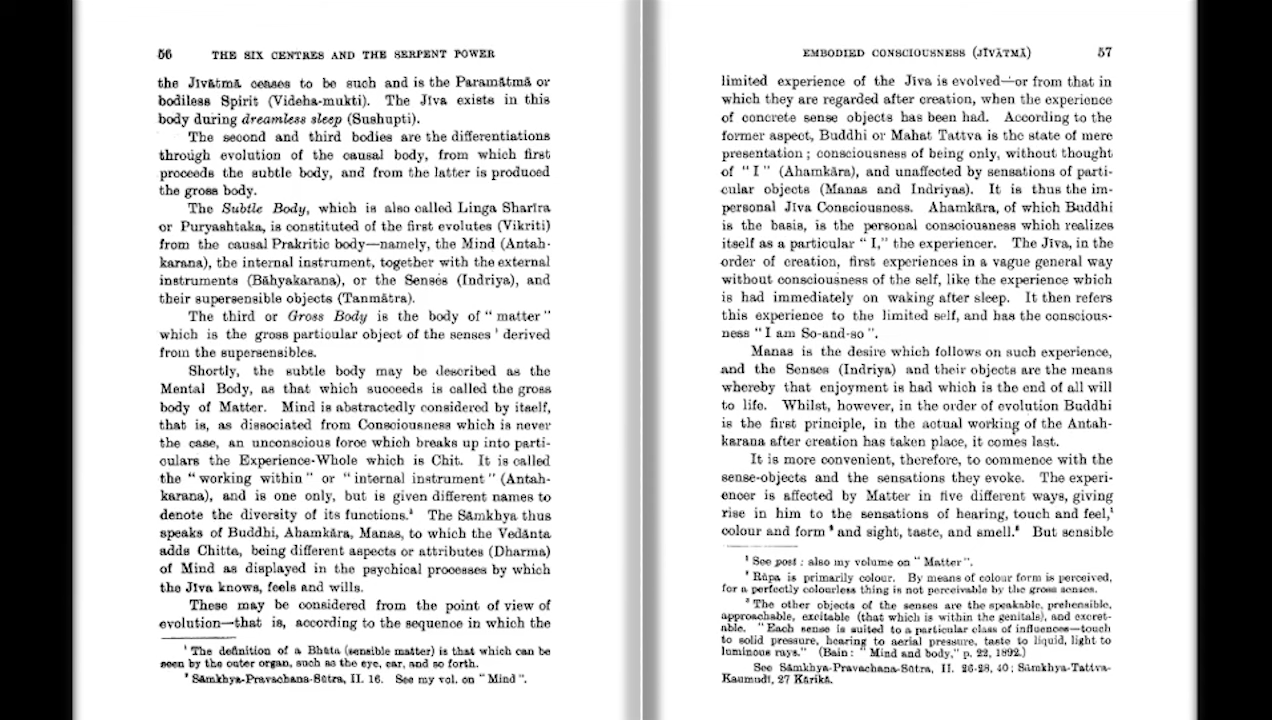 56 THE SIX CENTRES AND THE SERPENT POWER
the Jīvātmā ceases to be such and is the Paramātmā or
bodiless Spirit (Videha-mukti). The Jīva exists in this
body during dreamless sleep (Sushupti).
The second and third bodies are the differentiations
through evolution of the causal body, from which first
proceeds the subtle body, and from the latter is produced
the gross body.
The Subtle Body, which is also called Linga Sharīra
or Puryashtaka, is constituted of the first evolutes (Vikriti)
from the causal Prakritic body—namely, the Mind (Antah-
karana), the internal instrument, together with the external
instruments (Bāhyakarana), or the Senses (Indriya), and
their supersensible objects (Tanmātra).
The third or Gross Body is the body of "matter"
which is the gross particular object of the senses ¹ derived
from the supersensibles.
Shortly, the subtle body may be described as the
Mental Body, as that which succeeds is called the gross
body of Matter. Mind is abstractedly considered by itself,
that is, as dissociated from Consciousness which is never
the case, an unconscious force which breaks up into parti-
culars the Experience-Whole which is Chit. It is called
the "working within" or "internal instrument" (Antah-
karana), and is one only, but is given different names to
denote the diversity of its functions.² The Sāmkhya thus
speaks of Buddhi, Ahamkāra, Manas, to which the Vedānta
adds Chitta, being different aspects or attributes (Dharma)
of Mind as displayed in the psychical processes by which
the Jīva knows, feels and wills.
These may be considered from the point of view of
evolution—that is, according to the sequence in which the
¹ The definition of a Bhūta (sensible matter) is that which can be
seen by the outer organ, such as the eye, ear, and so forth.
² Sāmkhya-Pravachana-Sūtra, II. 16. See my vol. on "Mind".
EMBODIED CONSCIOUSNESS (JĪVĀTMĀ) 57
limited experience of the Jīva is evolved—or from that in
which they are regarded after creation, when the experience
of concrete sense objects has been had. According to the
former aspect, Buddhi or Mahat Tattva is the state of mere
presentation; consciousness of being only, without thought
of "I" (Ahamkāra), and unaffected by sensations of parti-
cular objects (Manas and Indriyas). It is thus the im-
personal Jīva Consciousness. Ahamkāra, of which Buddhi
is the basis, is the personal consciousness which realizes
itself as a particular "I," the experiencer. The Jīva, in the
order of creation, first experiences in a vague general way
without consciousness of the self, like the experience which
is had immediately on waking after sleep. It then refers
this experience to the limited self, and has the conscious-
ness "I am So-and-so".
Manas is the desire which follows on such experience,
and the Senses (Indriya) and their objects are the means
whereby that enjoyment is had which is the end of all will
to life. Whilst, however, in the order of evolution Buddhi
is the first principle, in the actual working of the Antah-
karana after creation has taken place, it comes last.
It is more convenient, therefore, to commence with the
sense-objects and the sensations they evoke. The experi-
encer is affected by Matter in five different ways, giving
rise in him to the sensations of hearing, touch and feel,¹
colour and form ² and sight, taste, and smell.³ But sensible
¹ See post: also my volume on "Matter".
² Rūpa is primarily colour. By means of colour form is perceived,
for a perfectly colourless thing is not perceivable by the gross senses.
³ The other objects of the senses are the speakable, prehensible,
approachable, excitable (that which is within the genitals), and excret-
able. "Each sense is suited to a particular class of influences—touch
to solid pressure, hearing to aerial pressure, taste to liquid, light to
luminous rays." (Bain: "Mind and body," p. 22, 1892.)
See Sāmkhya-Pravachana-Sūtra, II. 26-28, 40; Sāmkhya-Tattva-
Kaumudī, 27 Kārikā.